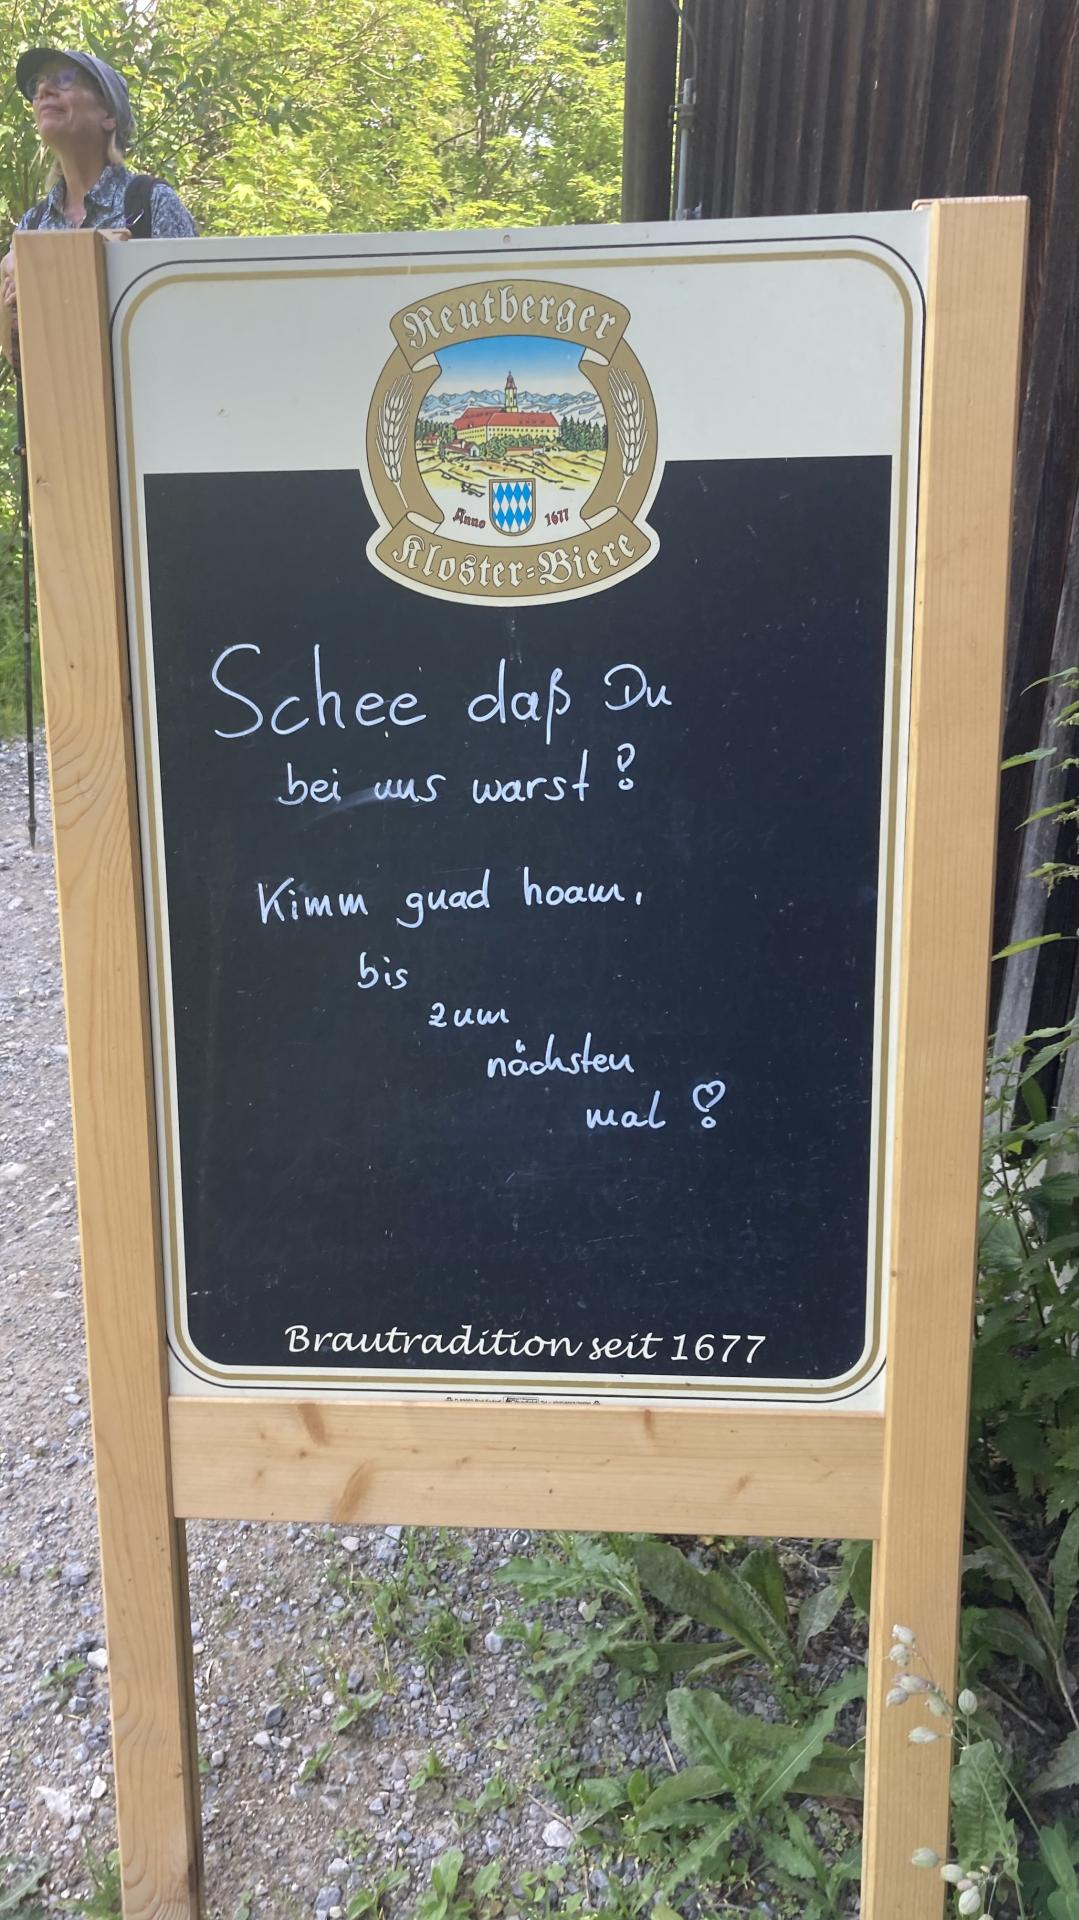 Reutberger
Anno 1677
Kloster=Biere
Schee daß Du
bei uns warst!
Kimm guad hoam,
bis
zum
nächsten
mal!
Brautradition seit 1677